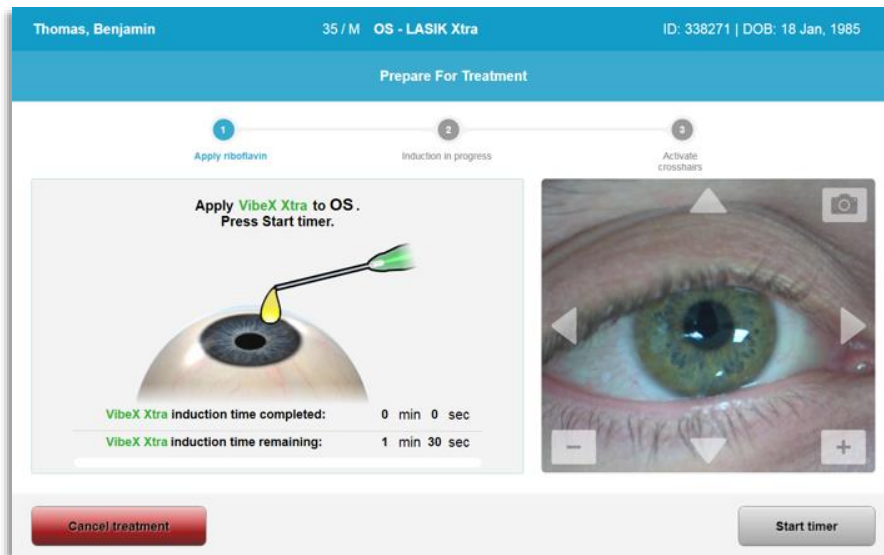 Thomas, Benjamin 35 / M OS - LASIK Xtra ID: 338271 | DOB: 18 Jan, 1985
Prepare For Treatment
1 2 3
Apply riboflavin Induction in progress Activate
crosshairs
Apply VibeX Xtra to OS .
Press Start timer.
VibeX Xtra induction time completed: 0 min 0 sec
VibeX Xtra induction time remaining: 1 min 30 sec
Cancel treatment Start timer